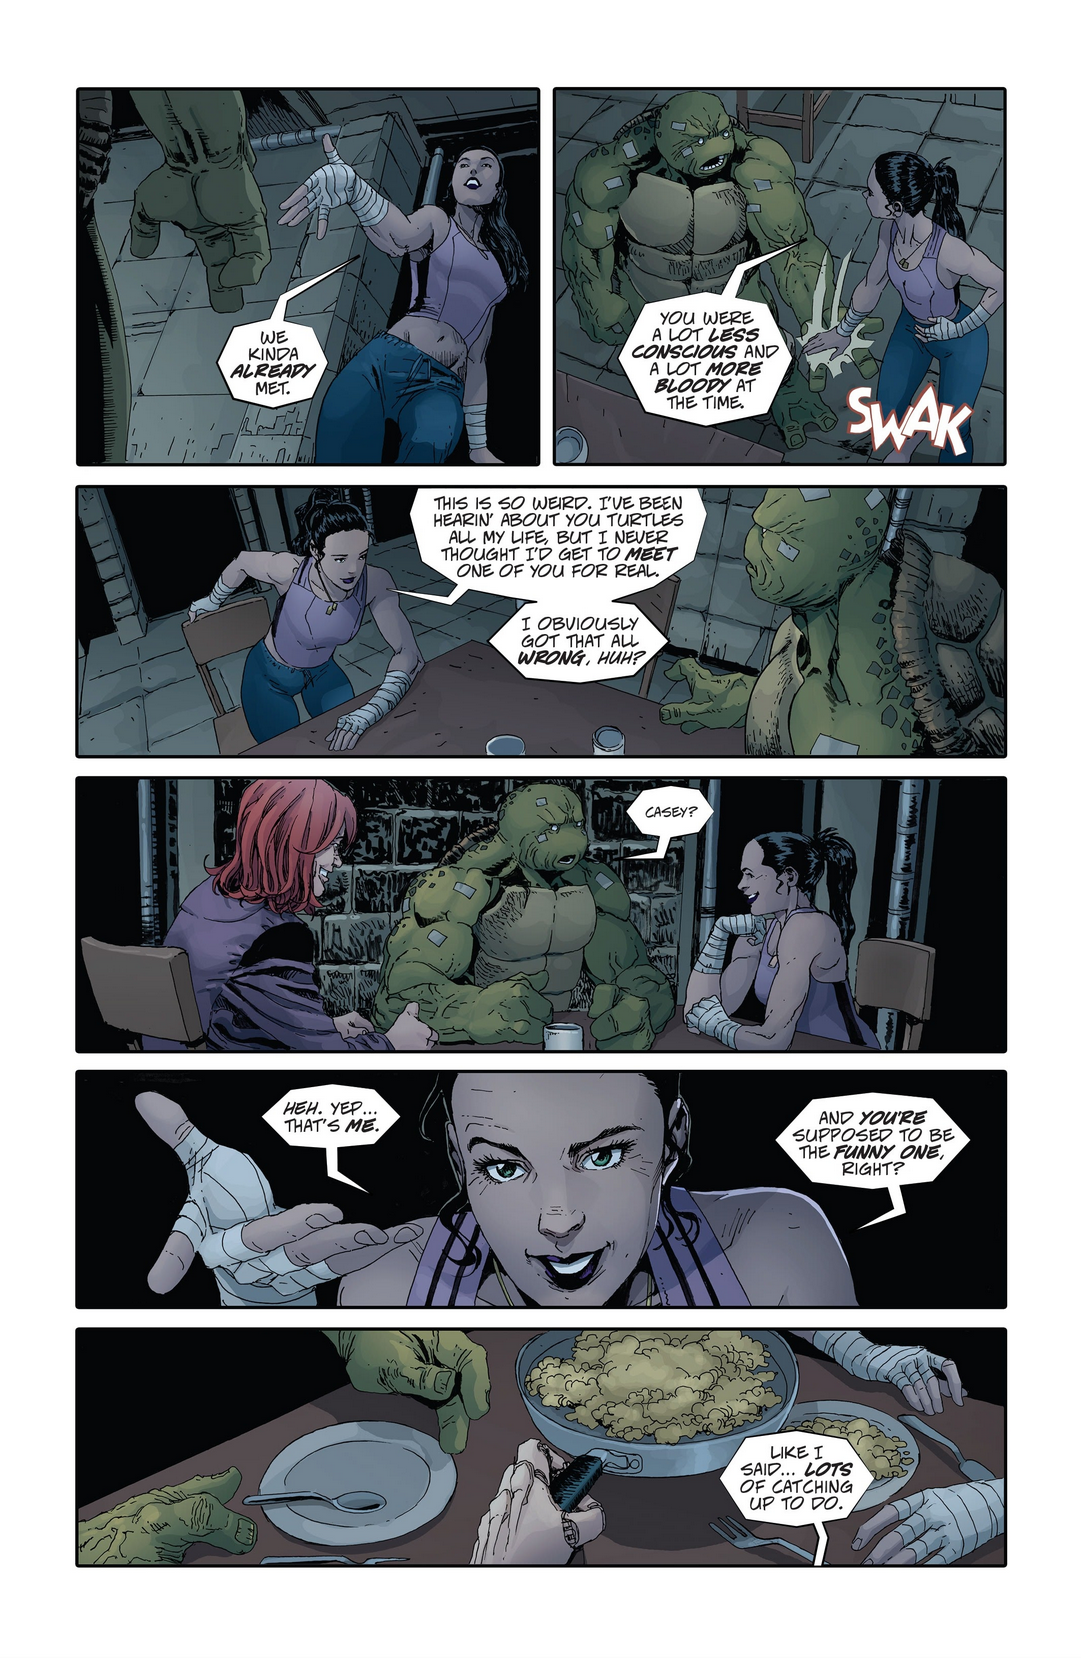 WE
KINDA
ALREADY
MET.
YOU WERE
A LOT LESS
CONSCIOUS AND
A LOT MORE
BLOODY AT
THE TIME.
SWAK
THIS IS SO WEIRD. I'VE BEEN
HEARIN' ABOUT YOU TURTLES
ALL MY LIFE, BUT I NEVER
THOUGHT I'D GET TO MEET
ONE OF YOU FOR REAL.
I OBVIOUSLY
GOT THAT ALL
WRONG, HUH?
CASEY?
HEH. YEP...
THAT'S ME.
AND YOU'RE
SUPPOSED TO BE
THE FUNNY ONE,
RIGHT?
LIKE I
SAID... LOTS
OF CATCHING
UP TO DO.